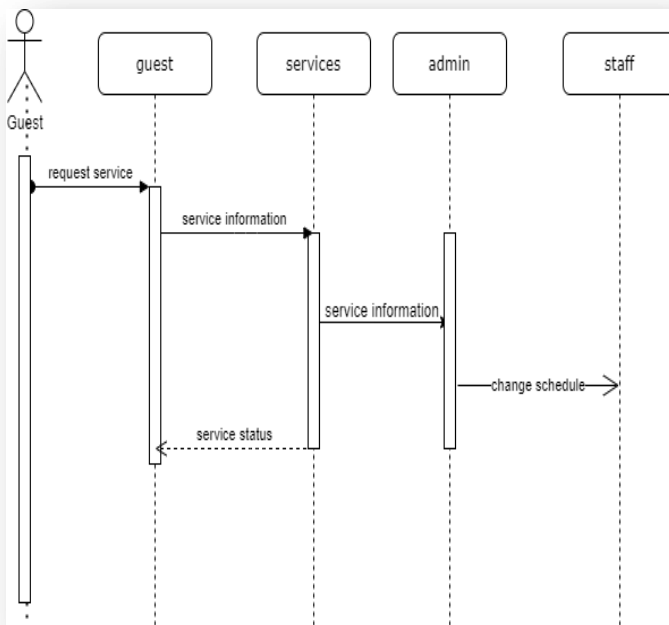 guest
services
admin
staff
Guest
request service
service information
service information
change schedule
service status